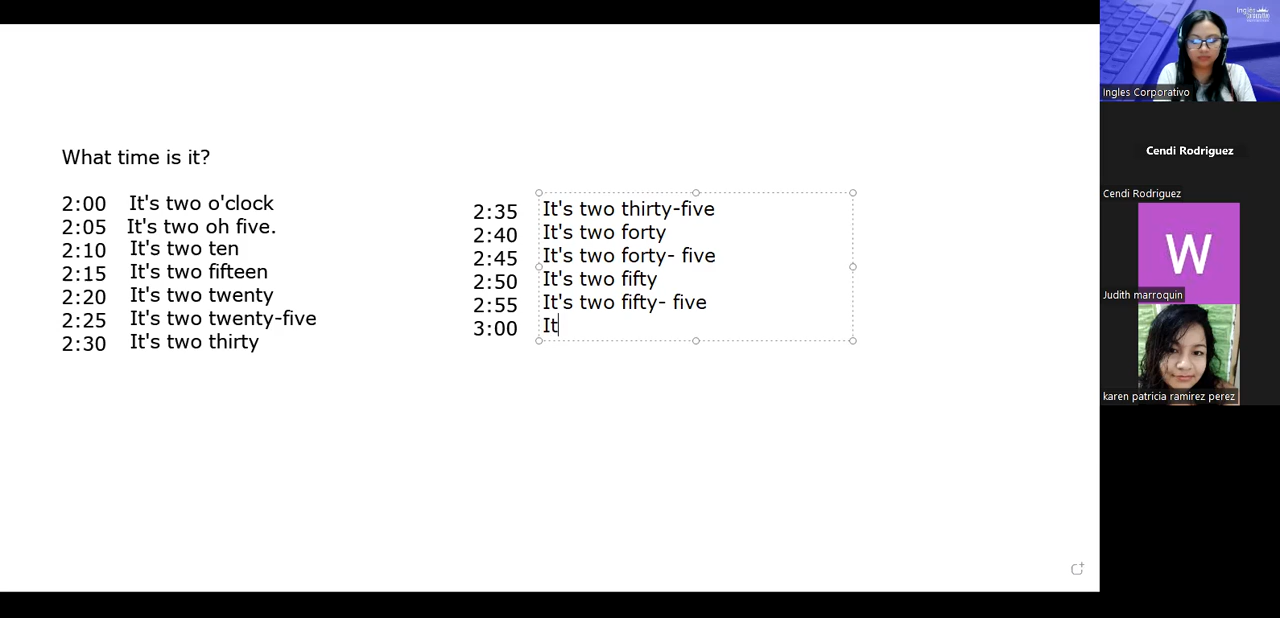 What time is it?
2:00 It's two o'clock
2:05 It's two oh five.
2:10 It's two ten
2:15 It's two fifteen
2:20 It's two twenty
2:25 It's two twenty-five
2:30 It's two thirty
2:35 It's two thirty-five
2:40 It's two forty
2:45 It's two forty- five
2:50 It's two fifty
2:55 It's two fifty- five
3:00 It
Ingles Corporativo
Cendi Rodriguez
Cendi Rodriguez
W
Judith marroquin
karen patricia ramirez perez